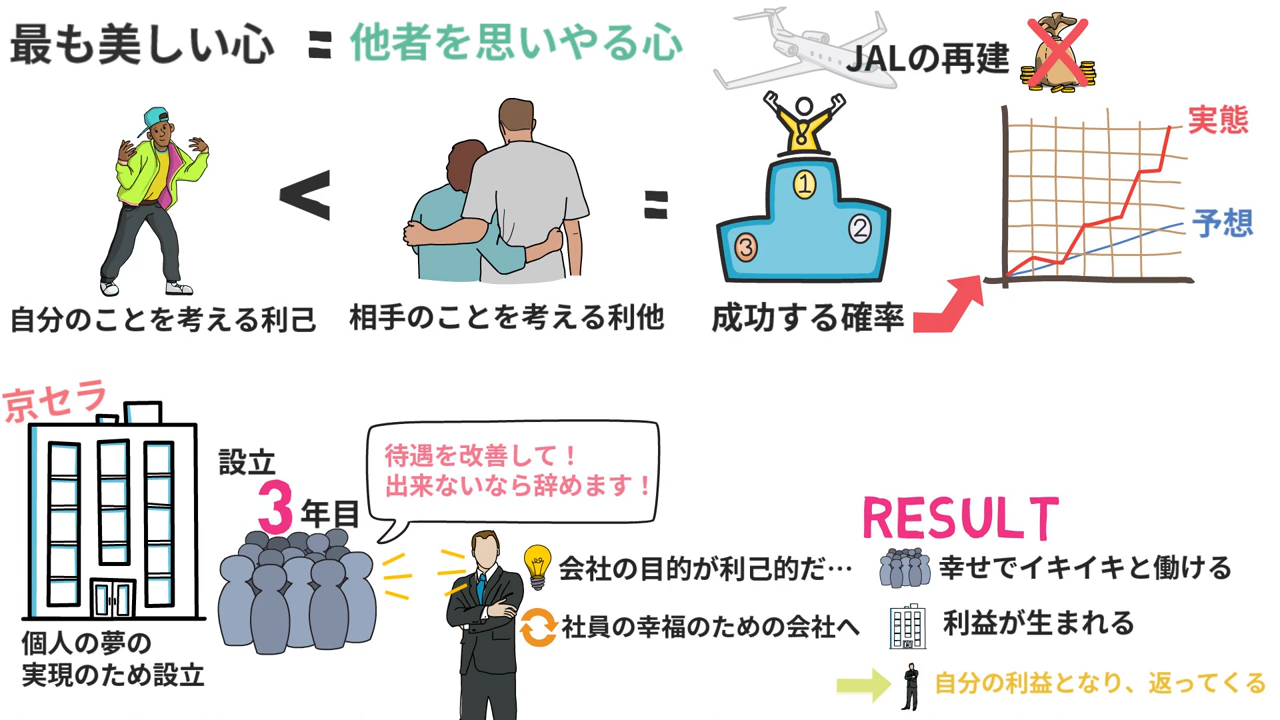 最も美しい心 = 他者を思いやる心
JALの再建
実態
予想
<
=
1
2
3
自分のことを考える利己
相手のことを考える利他
成功する確率
京セラ
設立
3年目
待遇を改善して！
出来ないなら辞めます！
個人の夢の
実現のため設立
会社の目的が利己的だ…
社員の幸福のための会社へ
RESULT
幸せでイキイキと働ける
利益が生まれる
自分の利益となり、返ってくる